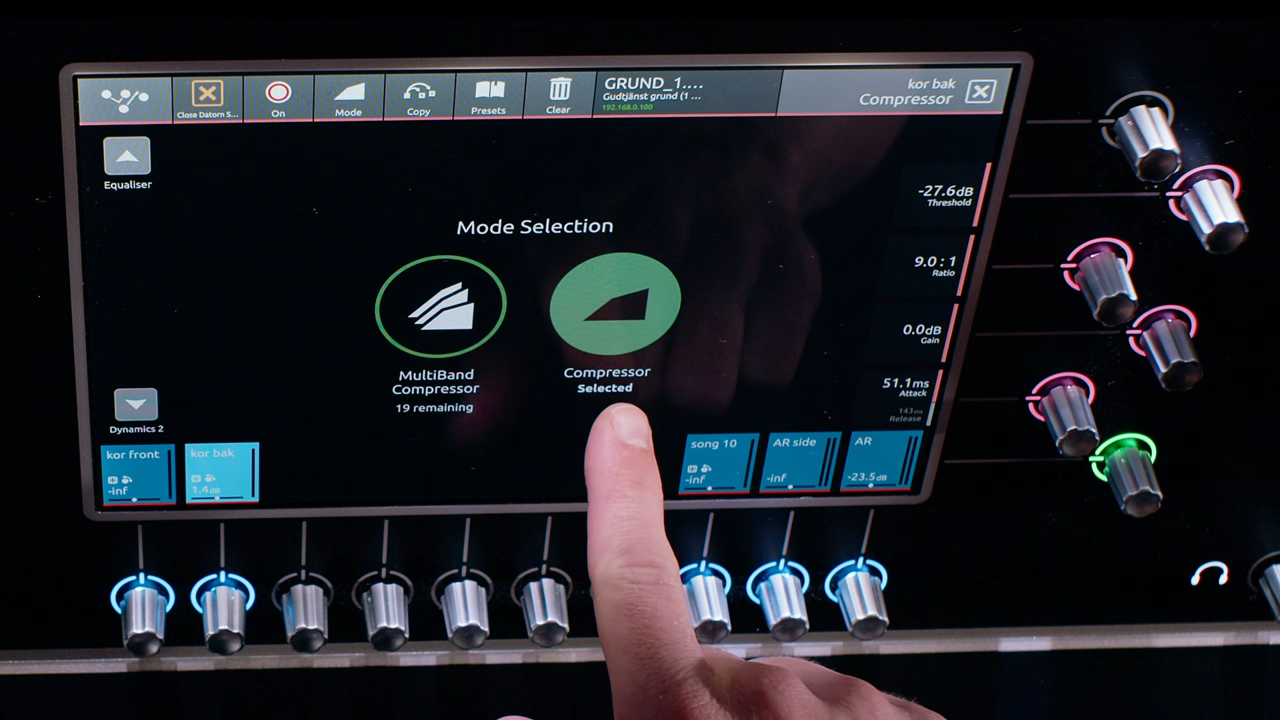 Close Datorn S...
On
Mode
Copy
Presets
Clear
GRUND_1....
Gudtjänst grund (1 ...
192.168.0.100
kor bak
Compressor
Equaliser
Mode Selection
MultiBand
Compressor
19 remaining
Compressor
Selected
-27.6dB
Threshold
9.0 : 1
Ratio
0.0dB
Gain
51.1ms
Attack
143ms
Release
Dynamics 2
kor front
-inf
kor bak
1.4dB
song 10
-inf
AR side
-inf
AR
-23.5dB